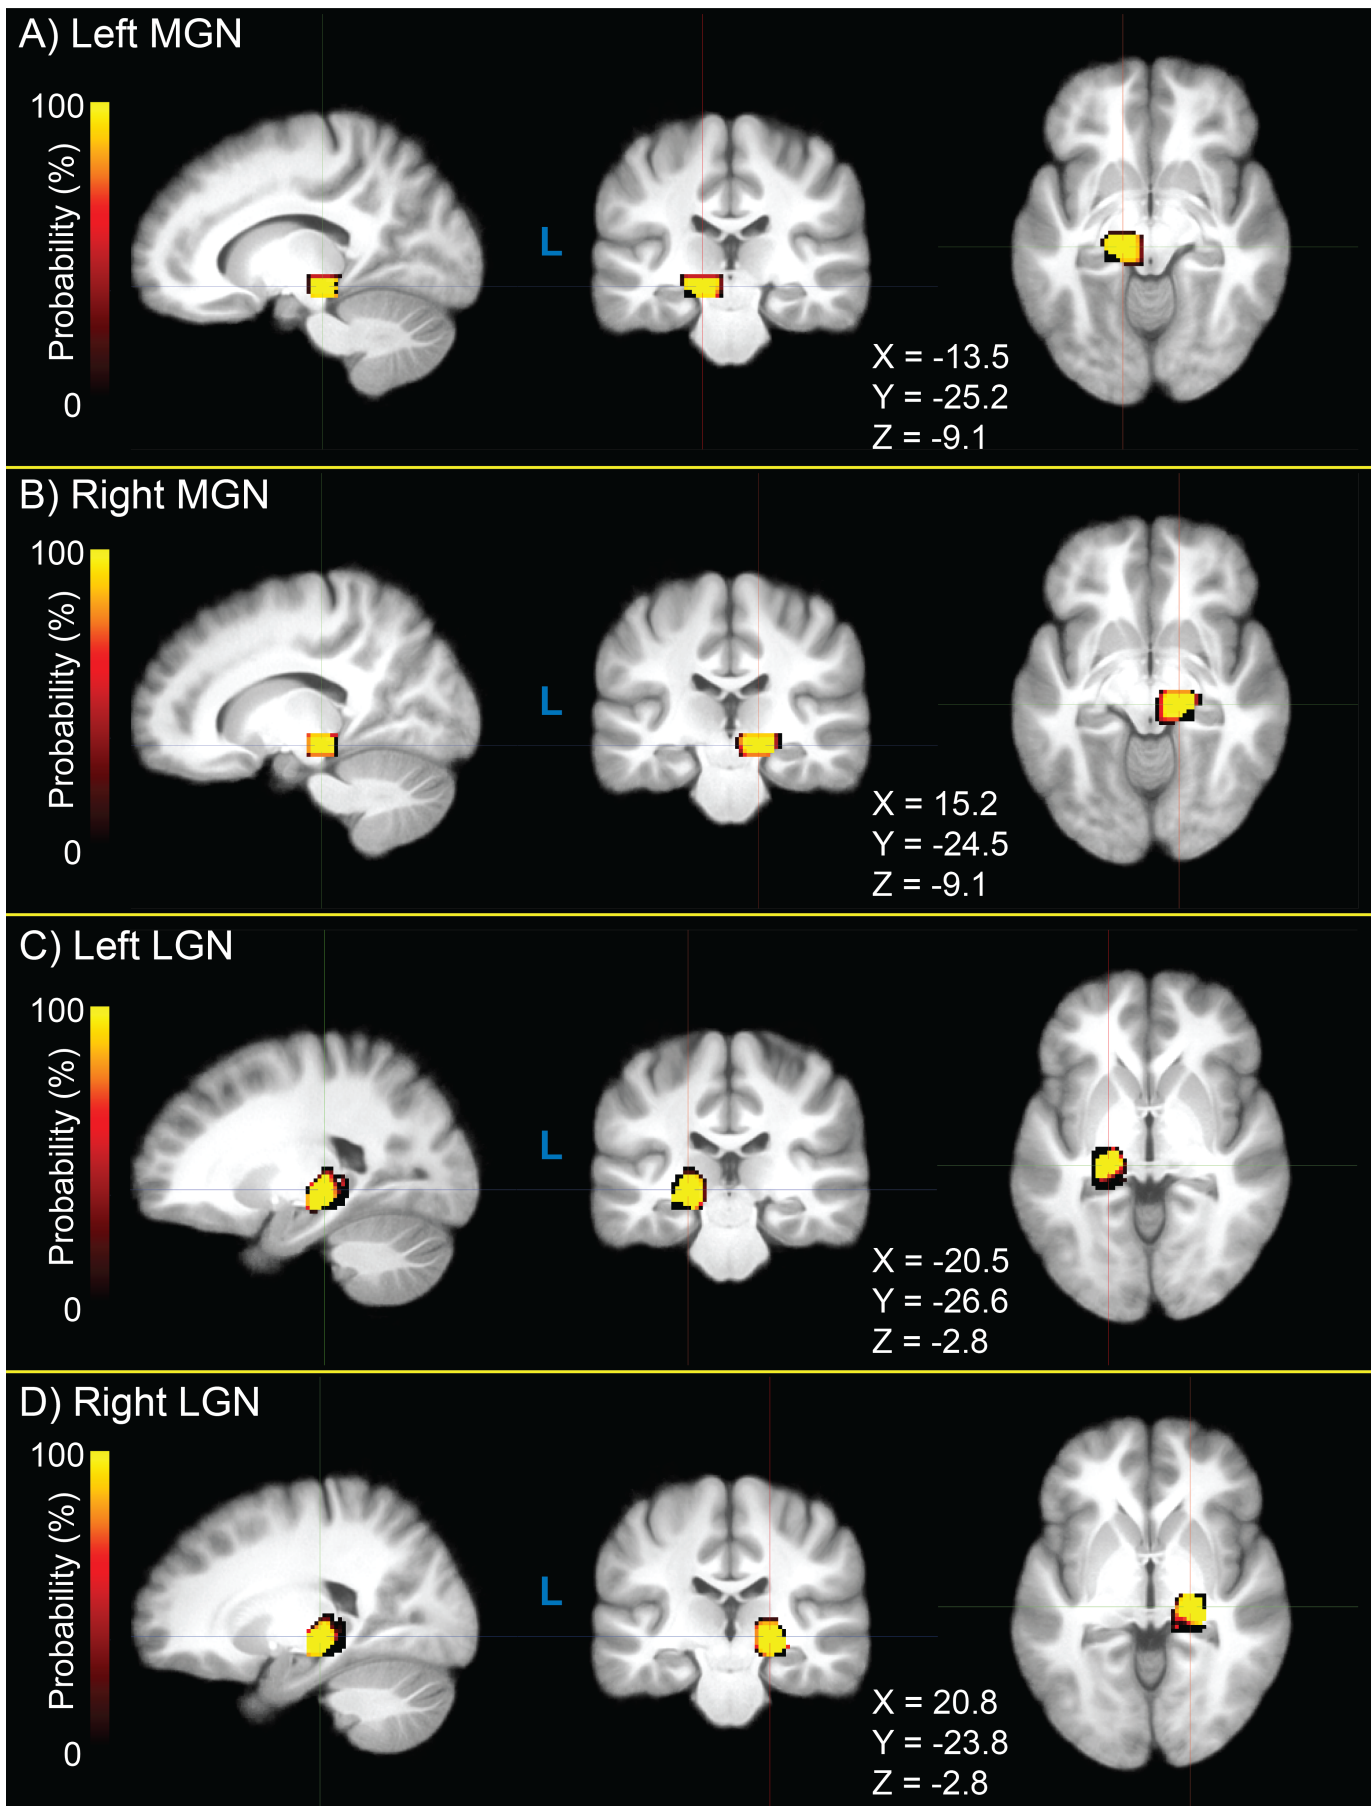 A) Left MGN
100
Probability (%)
0
L
X = -13.5
Y = -25.2
Z = -9.1
B) Right MGN
100
Probability (%)
0
L
X = 15.2
Y = -24.5
Z = -9.1
C) Left LGN
100
Probability (%)
0
L
X = -20.5
Y = -26.6
Z = -2.8
D) Right LGN
100
Probability (%)
0
L
X = 20.8
Y = -23.8
Z = -2.8